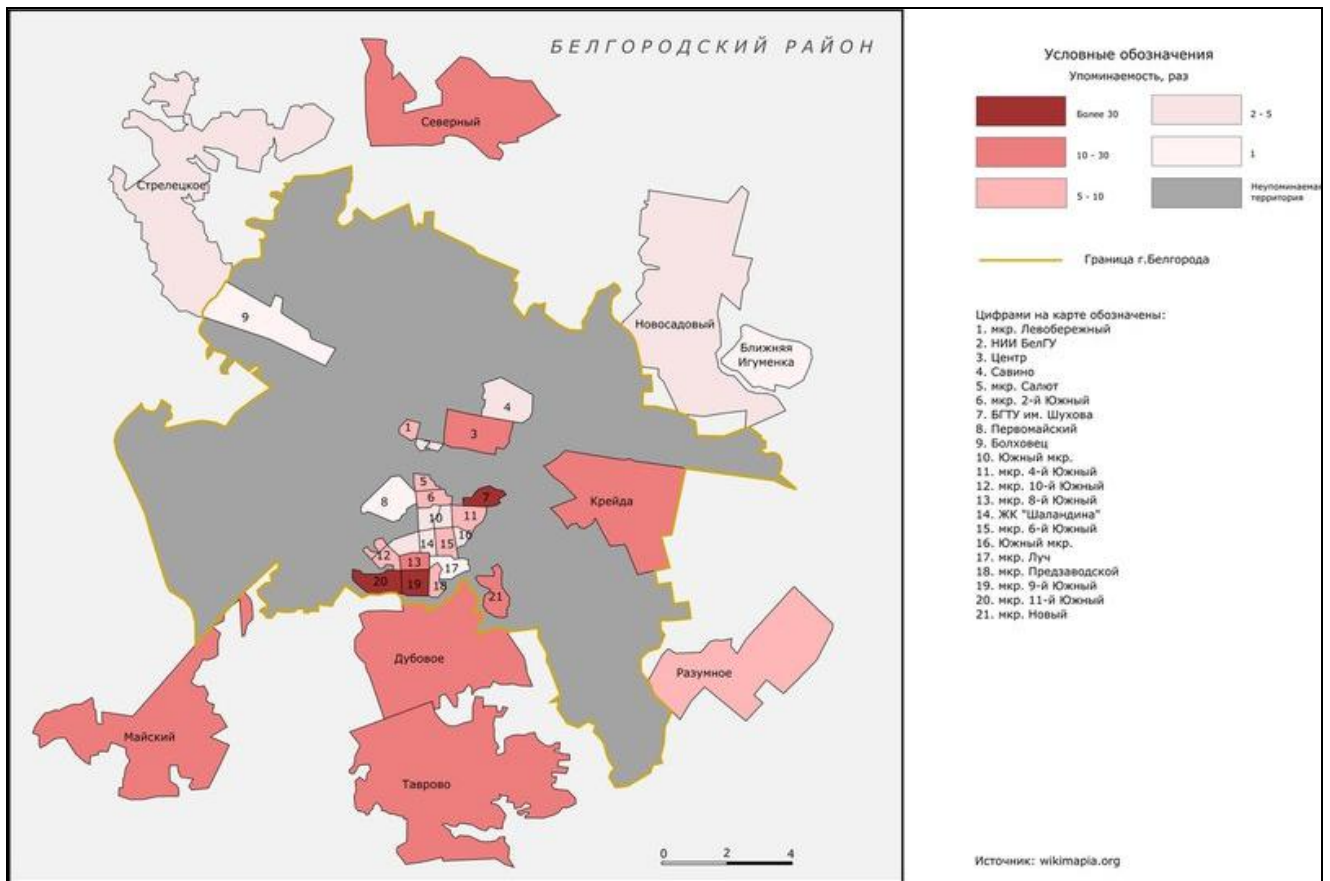 БЕЛГОРОДСКИЙ РАЙОН
Северный
Стрелецкое
9
Новосадовый
Ближняя
Игуменка
4
3
1
2
5
6
7
8
10
11
16
12
14
15
13
17
20
19
18
21
Крейда
Дубовое
Разумное
Майский
Таврово
0 2 4
Условные обозначения
Упоминаемость, раз
Более 30
2 - 5
10 - 30
1
5 - 10
Неупоминаемая
территория
Граница г.Белгорода
Цифрами на карте обозначены:
1. мкр. Левобережный
2. НИИ БелГУ
3. Центр
4. Савино
5. мкр. Салют
6. мкр. 2-й Южный
7. БГТУ им. Шухова
8. Первомайский
9. Болховец
10. Южный мкр.
11. мкр. 4-й Южный
12. мкр. 10-й Южный
13. мкр. 8-й Южный
14. ЖК "Шаландина"
15. мкр. 6-й Южный
16. Южный мкр.
17. мкр. Луч
18. мкр. Предзаводской
19. мкр. 9-й Южный
20. мкр. 11-й Южный
21. мкр. Новый
Источник: wikimapia.org